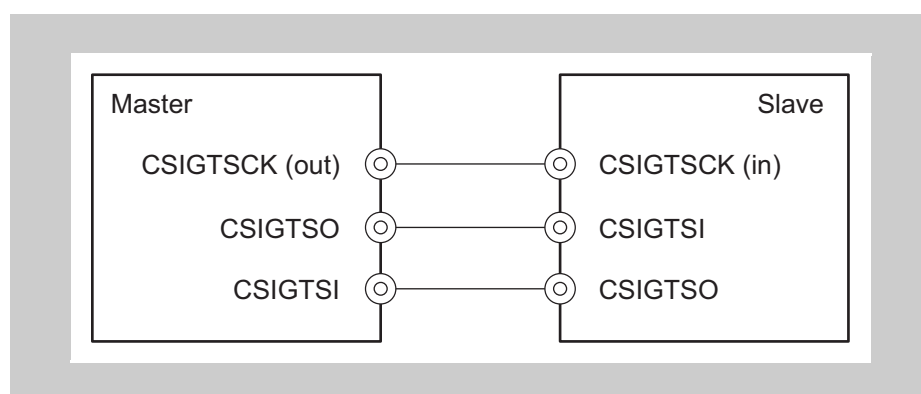 Master
Slave
CSIGTSCK (out)
CSIGTSCK (in)
CSIGTSO
CSIGTSI
CSIGTSI
CSIGTSO